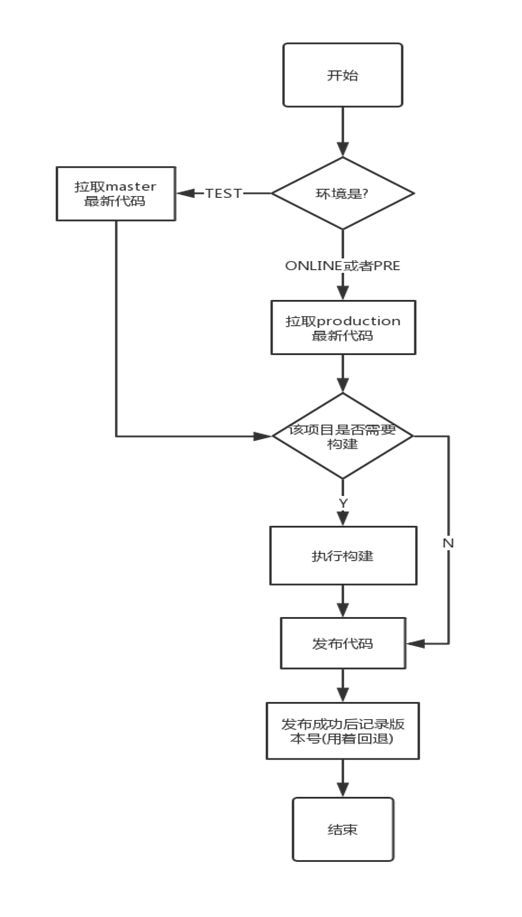 开始
环境是?
TEST
拉取master
最新代码
ONLINE或者PRE
拉取production
最新代码
该项目是否需要
构建
Y
N
执行构建
发布代码
发布成功后记录版
本号(用着回退)
结束